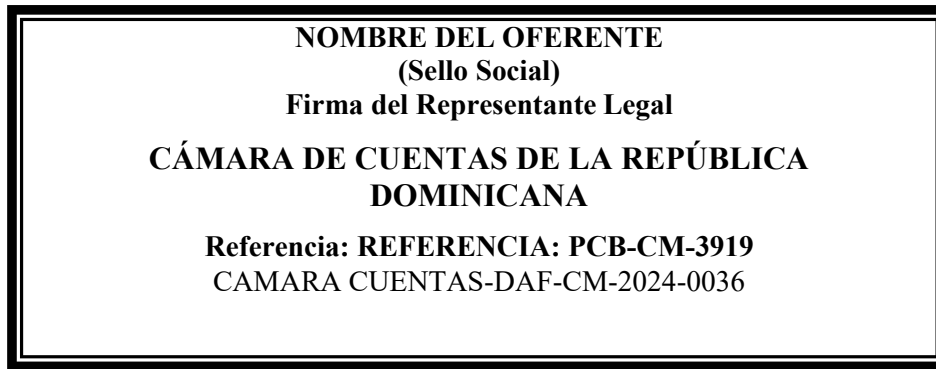 NOMBRE DEL OFERENTE
(Sello Social)
Firma del Representante Legal
CÁMARA DE CUENTAS DE LA REPÚBLICA
DOMINICANA
Referencia: REFERENCIA: PCB-CM-3919
CAMARA CUENTAS-DAF-CM-2024-0036